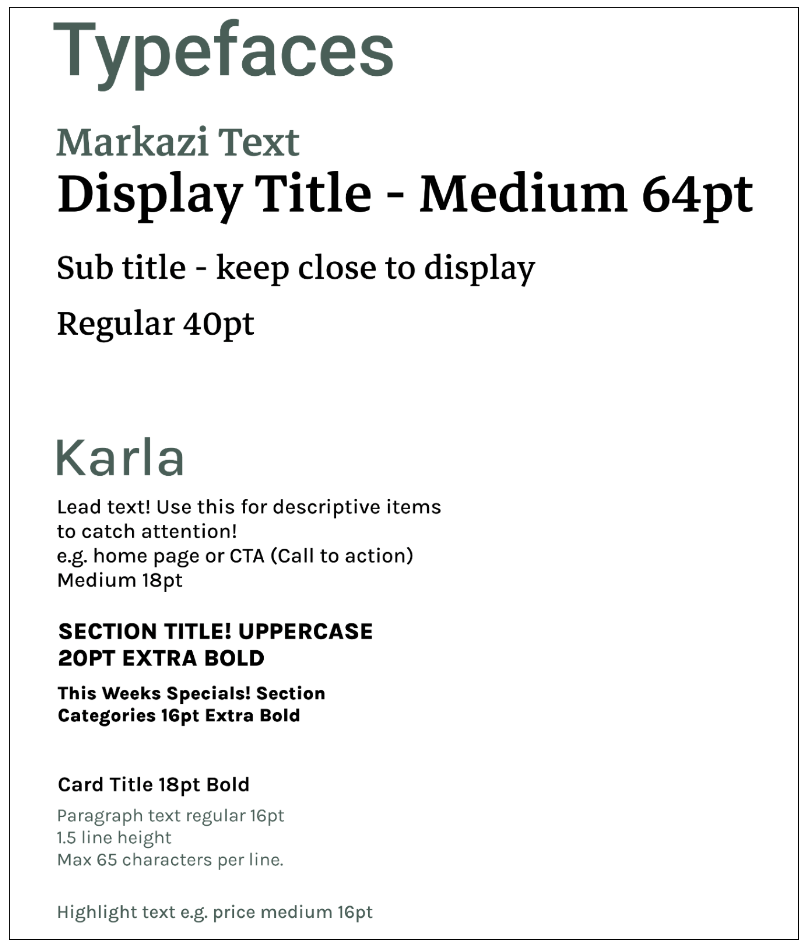 Typefaces
Markazi Text
Display Title - Medium 64pt
Sub title - keep close to display
Regular 40pt
Karla
Lead text! Use this for descriptive items
to catch attention!
e.g. home page or CTA (Call to action)
Medium 18pt
SECTION TITLE! UPPERCASE
20PT EXTRA BOLD
This Weeks Specials! Section
Categories 16pt Extra Bold
Card Title 18pt Bold
Paragraph text regular 16pt
1.5 line height
Max 65 characters per line.
Highlight text e.g. price medium 16pt